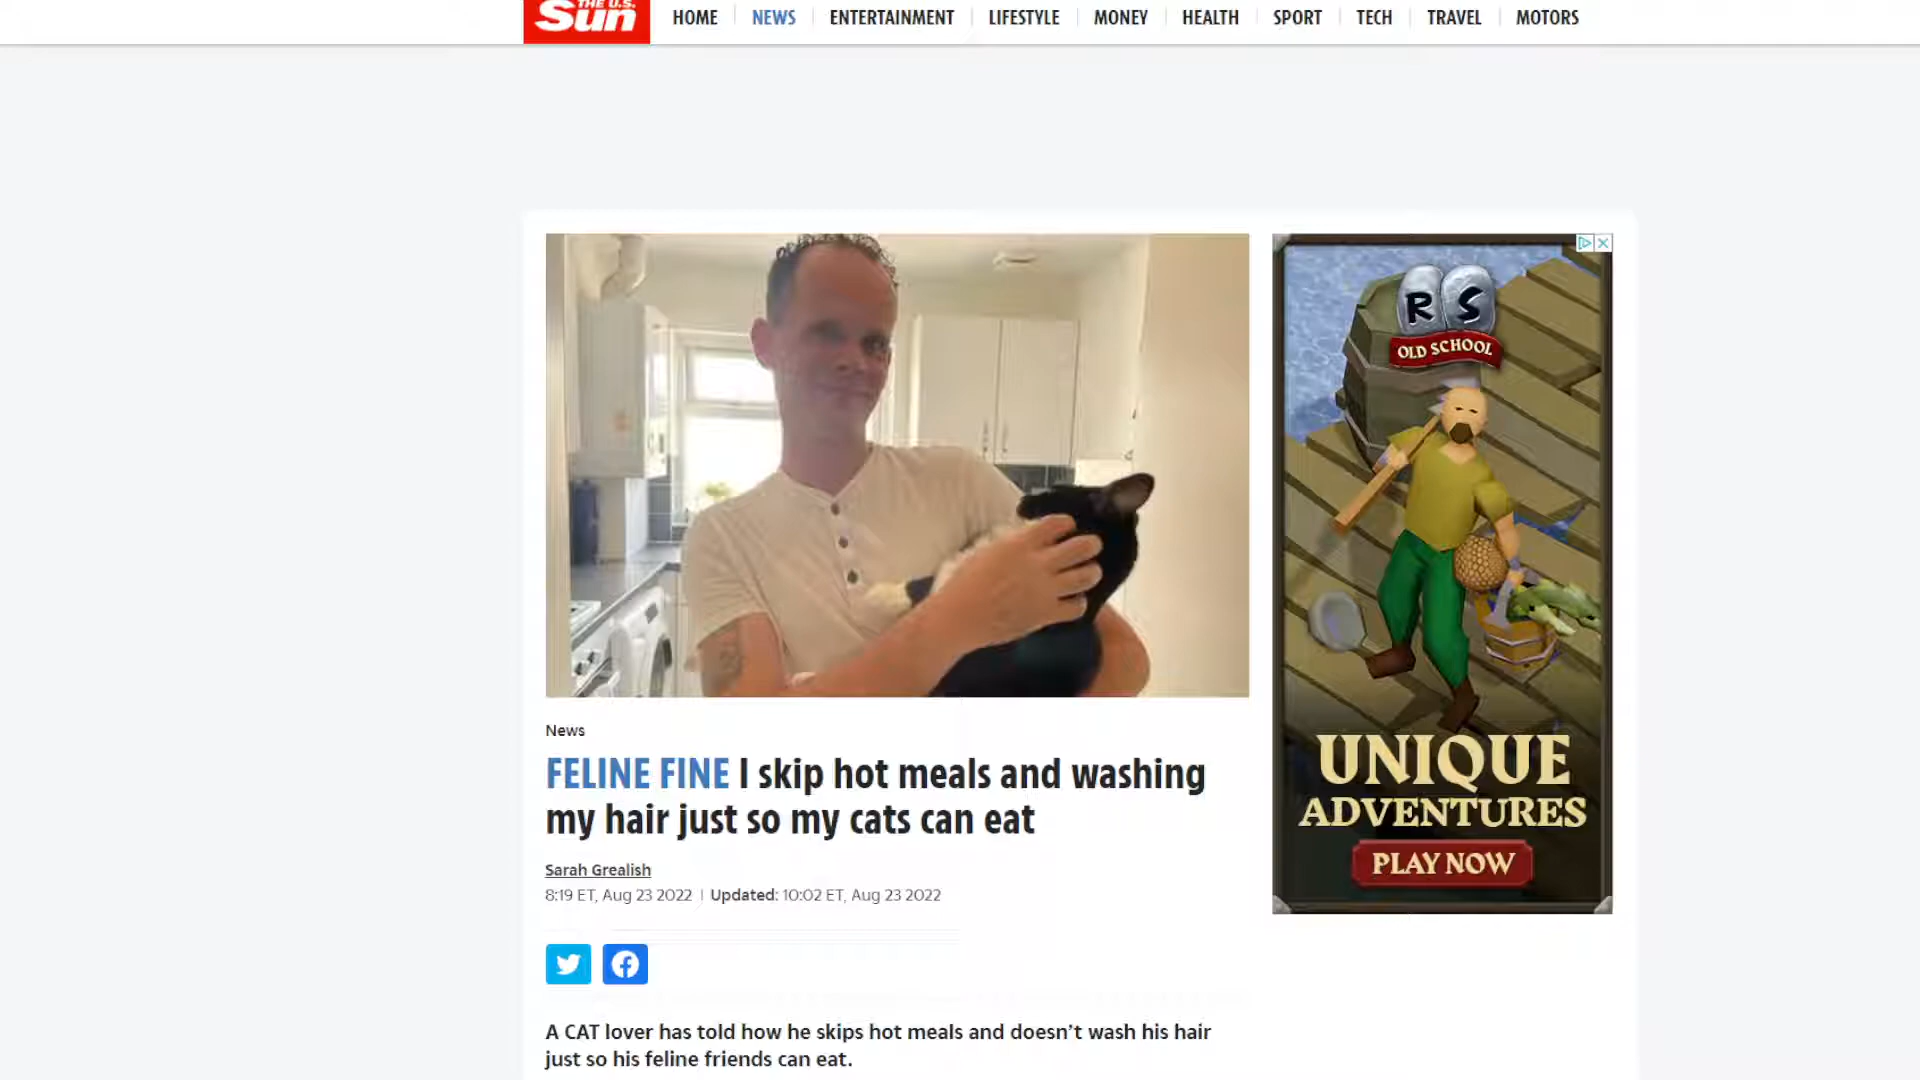 THE U.S.
Sun
HOME
NEWS
ENTERTAINMENT
LIFESTYLE
MONEY
HEALTH
SPORT
TECH
TRAVEL
MOTORS
RS
OLD SCHOOL
UNIQUE
ADVENTURES
PLAY NOW
News
FELINE FINE I skip hot meals and washing
my hair just so my cats can eat
Sarah Grealish
8:19 ET, Aug 23 2022 | Updated: 10:02 ET, Aug 23 2022
A CAT lover has told how he skips hot meals and doesn't wash his hair
just so his feline friends can eat.